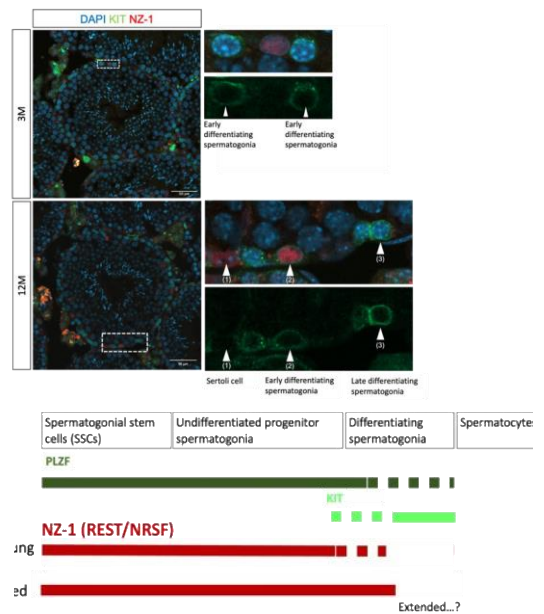 DAPI KIT NZ-1
3M
Early
differentiating
spermatogonia
Early
differentiating
spermatogonia
12M
(1)
(2)
(3)
(1)
(2)
(3)
Sertoli cell
Early differentiating
spermatogonia
Late differentiating
spermatogonia
Spermatogonial stem
cells (SSCs)
Undifferentiated progenitor
spermatogonia
Differentiating
spermatogonia
Spermatocytes
PLZF
KIT
NZ-1 (REST/NRSF)
ung
ed
Extended...?